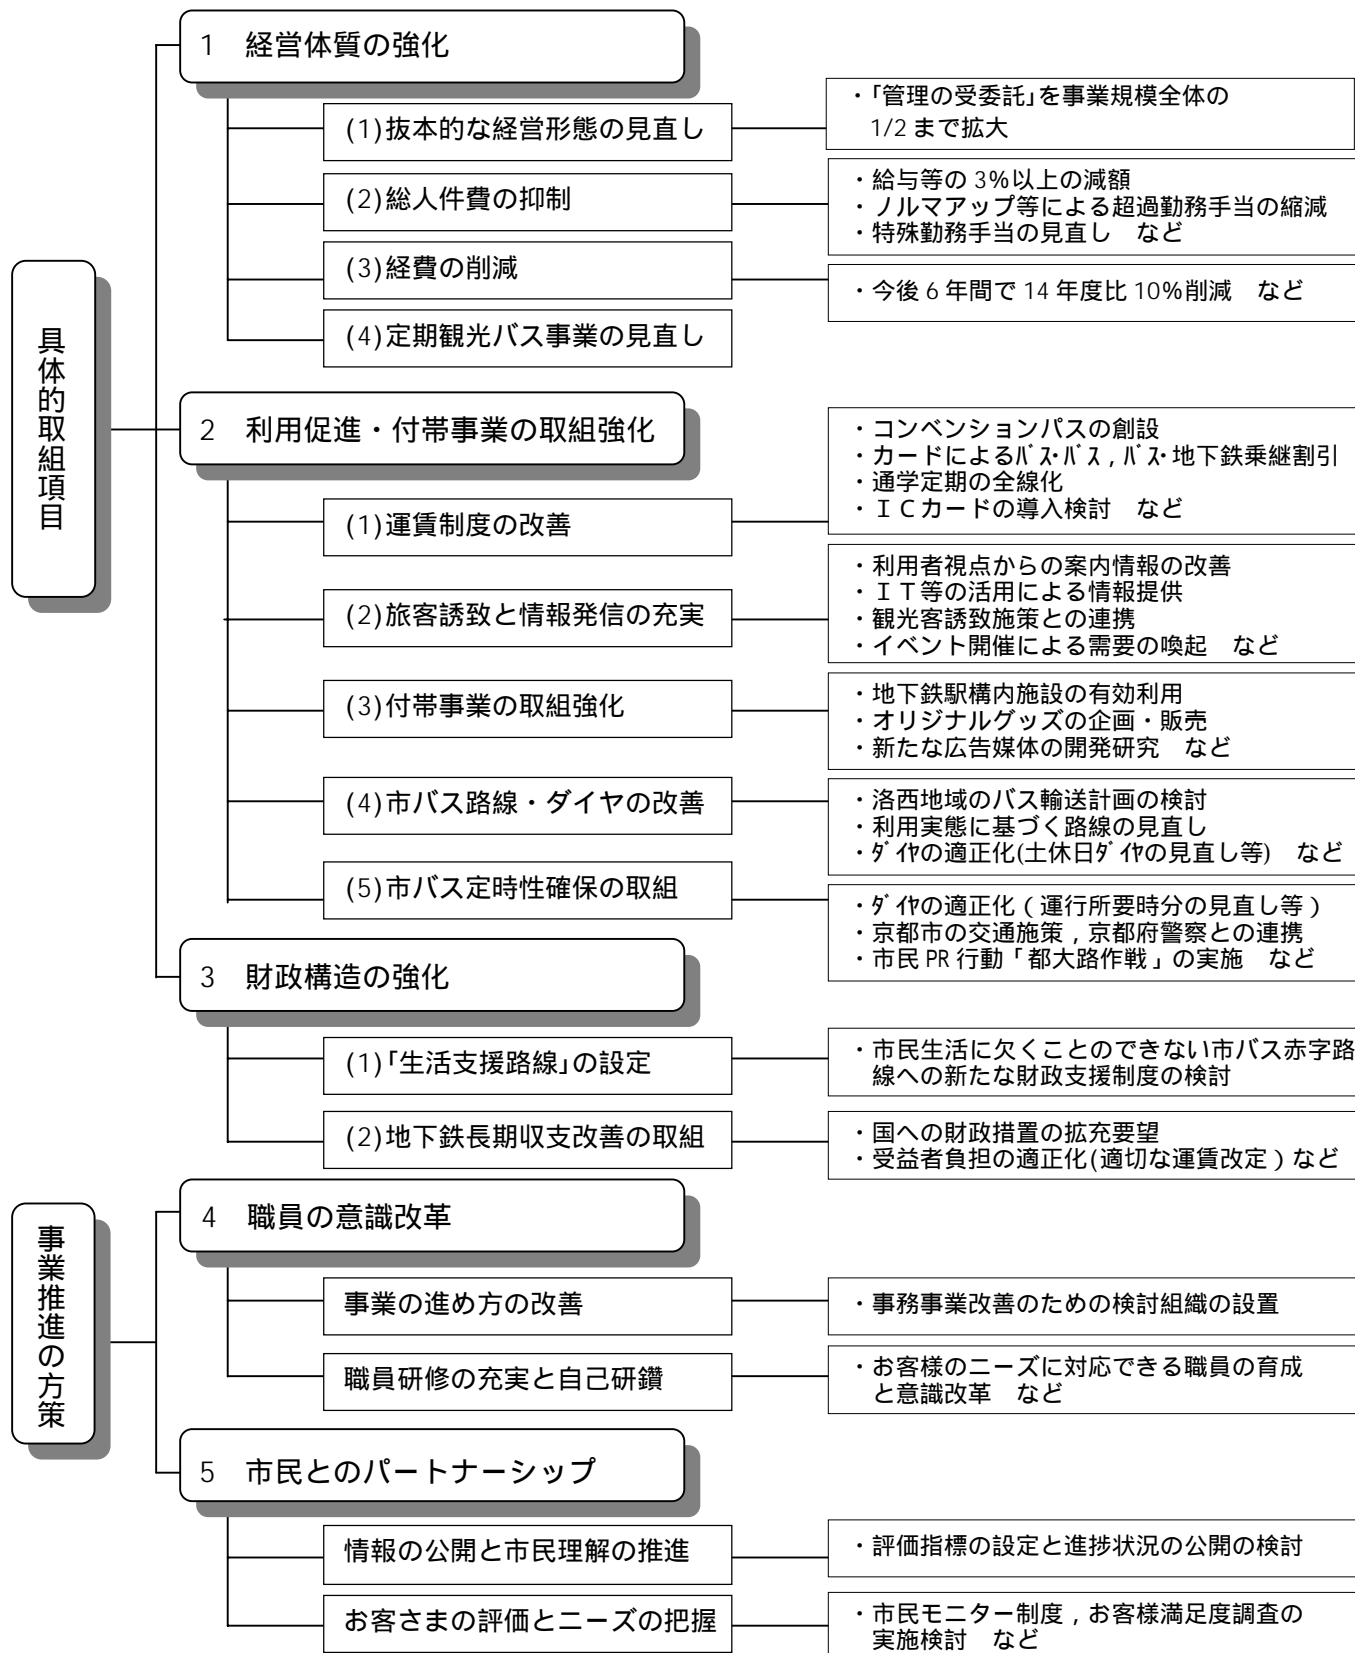 具体的取組項目
1 経営体質の強化
(1)抜本的な経営形態の見直し
・「管理の受委託」を事業規模全体の
1/2 まで拡大
(2)総人件費の抑制
・給与等の 3%以上の減額
・ノルマアップ等による超過勤務手当の縮減
・特殊勤務手当の見直し など
(3)経費の削減
・今後 6 年間で 14 年度比 10%削減 など
(4)定期観光バス事業の見直し
2 利用促進・付帯事業の取組強化
(1)運賃制度の改善
・コンベンションパスの創設
・カードによるバス・バス,バス・地下鉄乗継割引
・通学定期の全線化
・ICカードの導入検討 など
(2)旅客誘致と情報発信の充実
・利用者視点からの案内情報の改善
・IT等の活用による情報提供
・観光客誘致施策との連携
・イベント開催による需要の喚起 など
(3)付帯事業の取組強化
・地下鉄駅構内施設の有効利用
・オリジナルグッズの企画・販売
・新たな広告媒体の開発研究 など
(4)市バス路線・ダイヤの改善
・洛西地域のバス輸送計画の検討
・利用実態に基づく路線の見直し
・ダイヤの適正化(土休日ダイヤの見直し等) など
(5)市バス定時性確保の取組
・ダイヤの適正化(運行所要時分の見直し等)
・京都市の交通施策,京都府警察との連携
・市民 PR 行動「都大路作戦」の実施 など
3 財政構造の強化
(1)「生活支援路線」の設定
・市民生活に欠くことのできない市バス赤字路
線への新たな財政支援制度の検討
(2)地下鉄長期収支改善の取組
・国への財政措置の拡充要望
・受益者負担の適正化(適切な運賃改定)など
事業推進の方策
4 職員の意識改革
事業の進め方の改善
・事務事業改善のための検討組織の設置
職員研修の充実と自己研鑽
・お客様のニーズに対応できる職員の育成
と意識改革 など
5 市民とのパートナーシップ
情報の公開と市民理解の推進
・評価指標の設定と進捗状況の公開の検討
お客さまの評価とニーズの把握
・市民モニター制度,お客様満足度調査の
実施検討 など